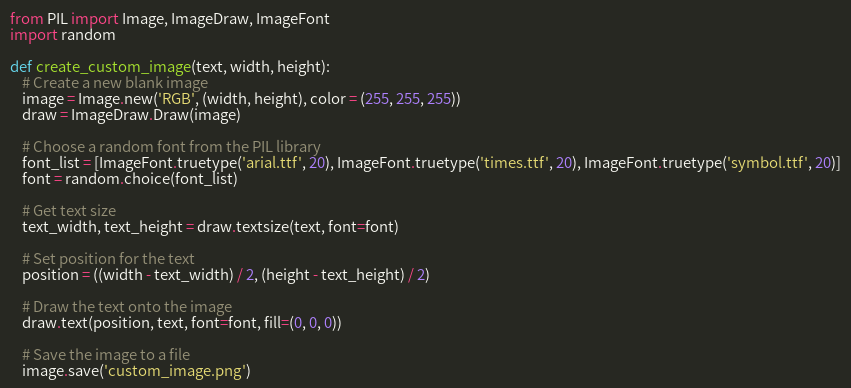 from PIL import Image, ImageDraw, ImageFont
import random

def create_custom_image(text, width, height):
    # Create a new blank image
    image = Image.new('RGB', (width, height), color = (255, 255, 255))
    draw = ImageDraw.Draw(image)

    # Choose a random font from the PIL library
    font_list = [ImageFont.truetype('arial.ttf', 20), ImageFont.truetype('times.ttf', 20), ImageFont.truetype('symbol.ttf', 20)]
    font = random.choice(font_list)

    # Get text size
    text_width, text_height = draw.textsize(text, font=font)

    # Set position for the text
    position = ((width - text_width) / 2, (height - text_height) / 2)

    # Draw the text onto the image
    draw.text(position, text, font=font, fill=(0, 0, 0))

    # Save the image to a file
    image.save('custom_image.png')